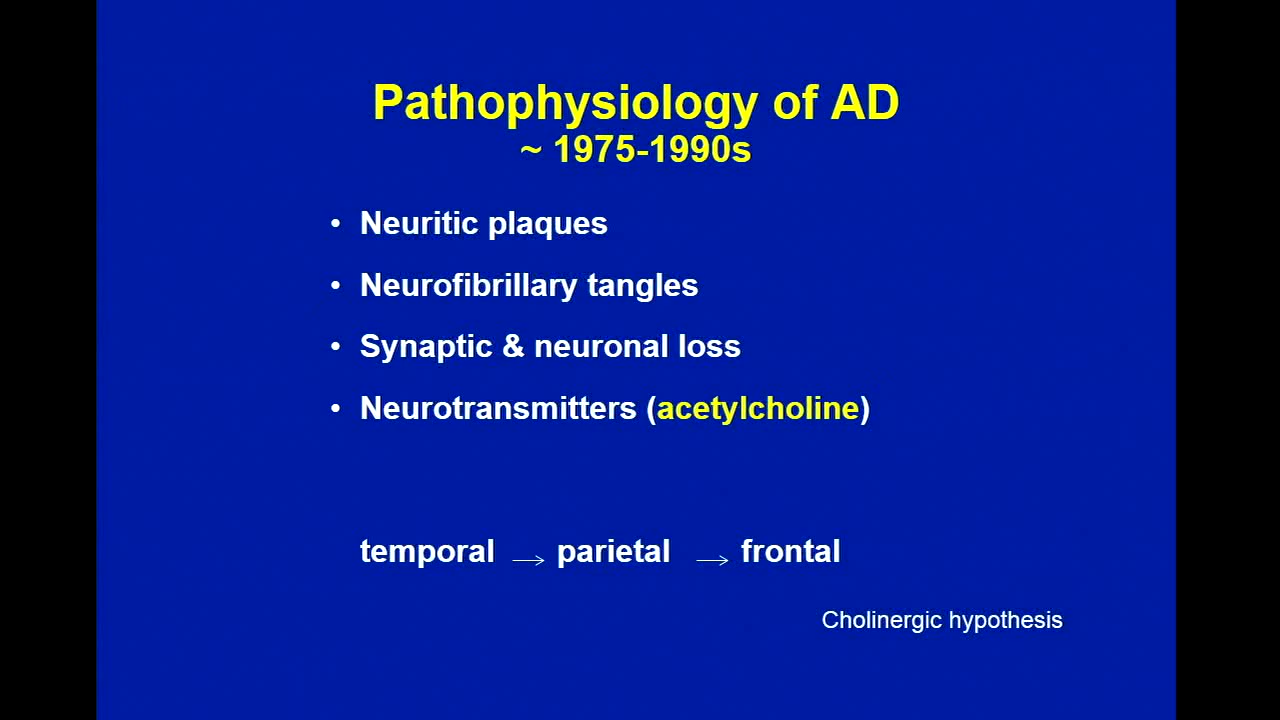 Pathophysiology of AD
~ 1975-1990s
• Neuritic plaques
• Neurofibrillary tangles
• Synaptic & neuronal loss
• Neurotransmitters (acetylcholine)
temporal → parietal → frontal
Cholinergic hypothesis